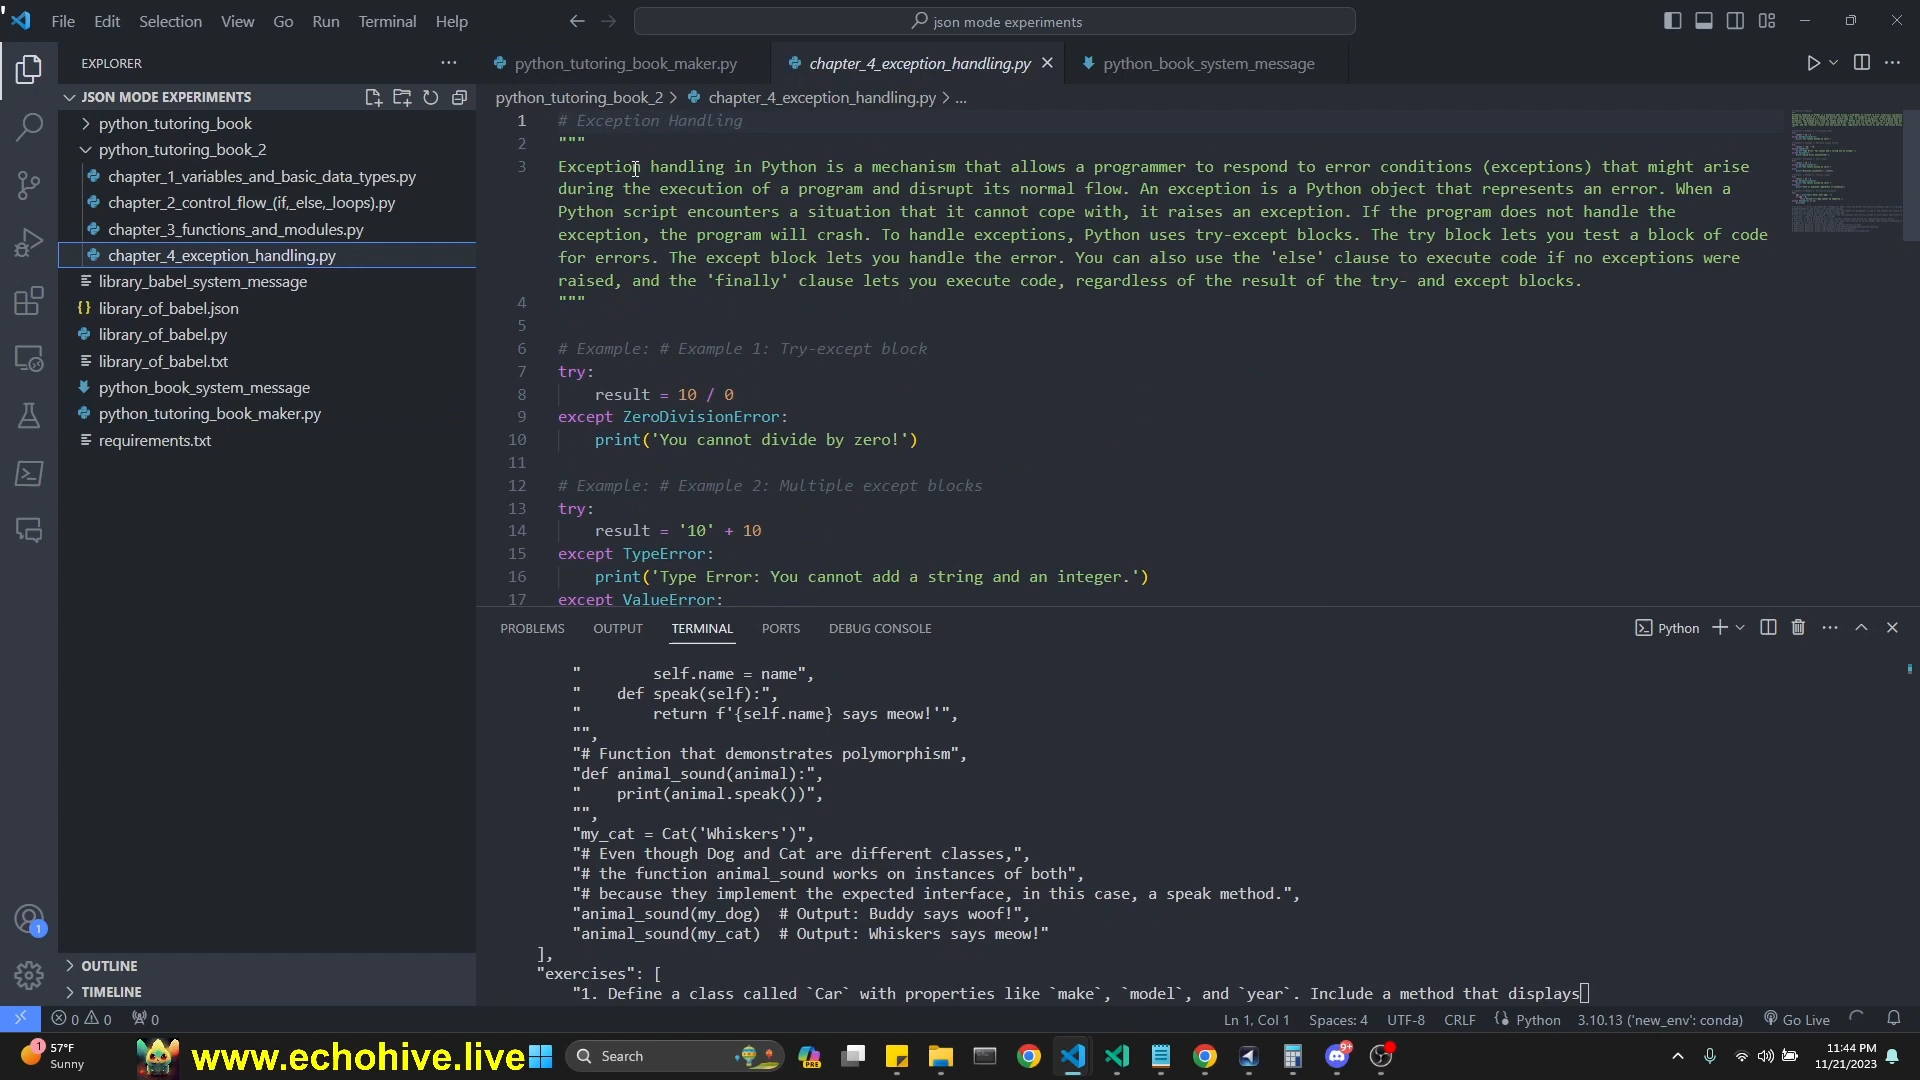 File Edit Selection View Go Run Terminal Help
json mode experiments
EXPLORER
JSON MODE EXPERIMENTS
python_tutoring_book
python_tutoring_book_2
chapter_1_variables_and_basic_data_types.py
chapter_2_control_flow_(if,_else,_loops).py
chapter_3_functions_and_modules.py
chapter_4_exception_handling.py
library_babel_system_message
library_of_babel.json
library_of_babel.py
library_of_babel.txt
python_book_system_message
python_tutoring_book_maker.py
requirements.txt
OUTLINE
TIMELINE
python_tutoring_book_maker.py chapter_4_exception_handling.py python_book_system_message
python_tutoring_book_2 > chapter_4_exception_handling.py > ...
1 # Exception Handling
2 """
3 Exception handling in Python is a mechanism that allows a programmer to respond to error conditions (exceptions) that might arise
during the execution of a program and disrupt its normal flow. An exception is a Python object that represents an error. When a
Python script encounters a situation that it cannot cope with, it raises an exception. If the program does not handle the
exception, the program will crash. To handle exceptions, Python uses try-except blocks. The try block lets you test a block of code
for errors. The except block lets you handle the error. You can also use the 'else' clause to execute code if no exceptions were
raised, and the 'finally' clause lets you execute code, regardless of the result of the try- and except blocks.
4 """
5
6 # Example: # Example 1: Try-except block
7 try:
8 result = 10 / 0
9 except ZeroDivisionError:
10 print('You cannot divide by zero!')
11
12 # Example: # Example 2: Multiple except blocks
13 try:
14 result = '10' + 10
15 except TypeError:
16 print('Type Error: You cannot add a string and an integer.')
17 except ValueError:
PROBLEMS OUTPUT TERMINAL PORTS DEBUG CONSOLE
Python
" self.name = name",
" def speak(self):",
" return f'{self.name} says meow!'",
"",
"# Function that demonstrates polymorphism",
"def animal_sound(animal):",
" print(animal.speak())",
"",
"my_cat = Cat('Whiskers')",
"# Even though Dog and Cat are different classes,",
"# the function animal_sound works on instances of both",
"# because they implement the expected interface, in this case, a speak method.",
"animal_sound(my_dog) # Output: Buddy says woof!",
"animal_sound(my_cat) # Output: Whiskers says meow!"
],
"exercises": [
"1. Define a class called `Car` with properties like `make`, `model`, and `year`. Include a method that displays
1
0 0 0
Ln 1, Col 1 Spaces: 4 UTF-8 CRLF Python 3.10.13 ('new_env': conda) Go Live
1
57°F
Sunny
www.echohive.live
Search
PRE
9+
11:44 PM
11/21/2023